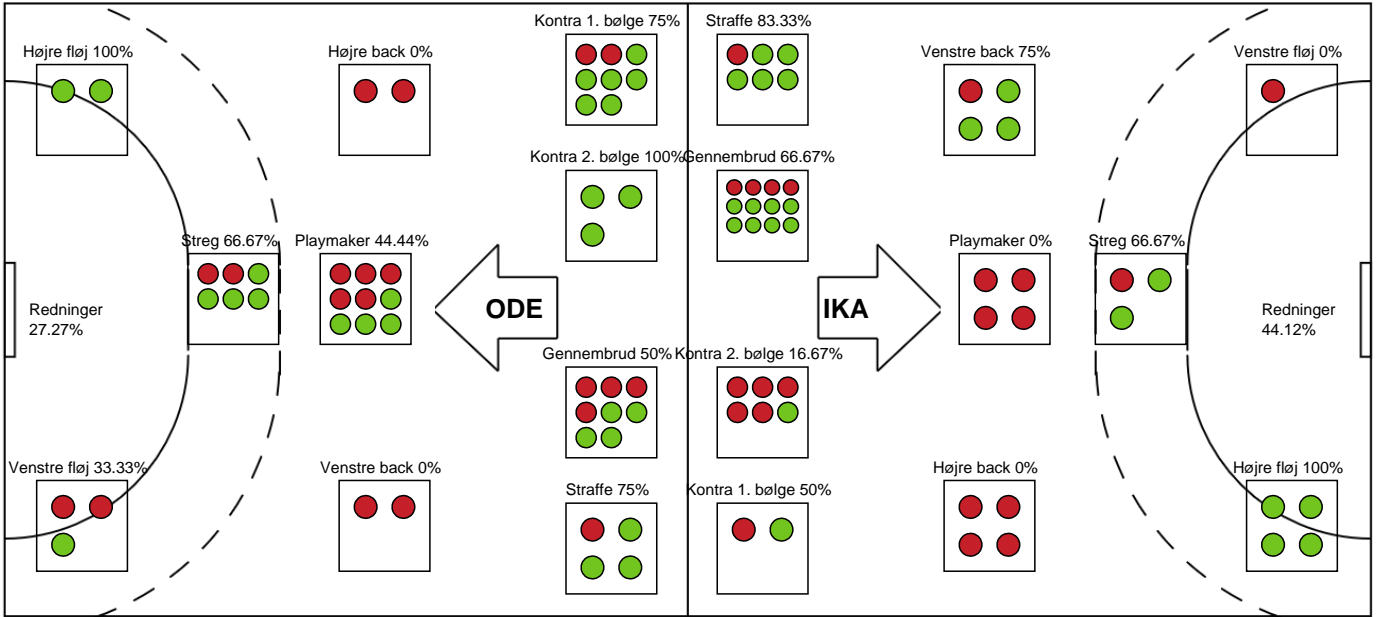 Kontra 1. bølge 75%
Straffe 83.33%
Højre fløj 100%
Højre back 0%
Venstre back 75%
Venstre fløj 0%
Kontra 2. bølge 100%
Gennembrud 66.67%
Streg 66.67%
Playmaker 44.44%
Playmaker 0%
Streg 66.67%
Redninger
27.27%
ODE
IKA
Redninger
44.12%
Gennembrud 50%
Kontra 2. bølge 16.67%
Venstre fløj 33.33%
Venstre back 0%
Straffe 75%
Kontra 1. bølge 50%
Højre back 0%
Højre fløj 100%